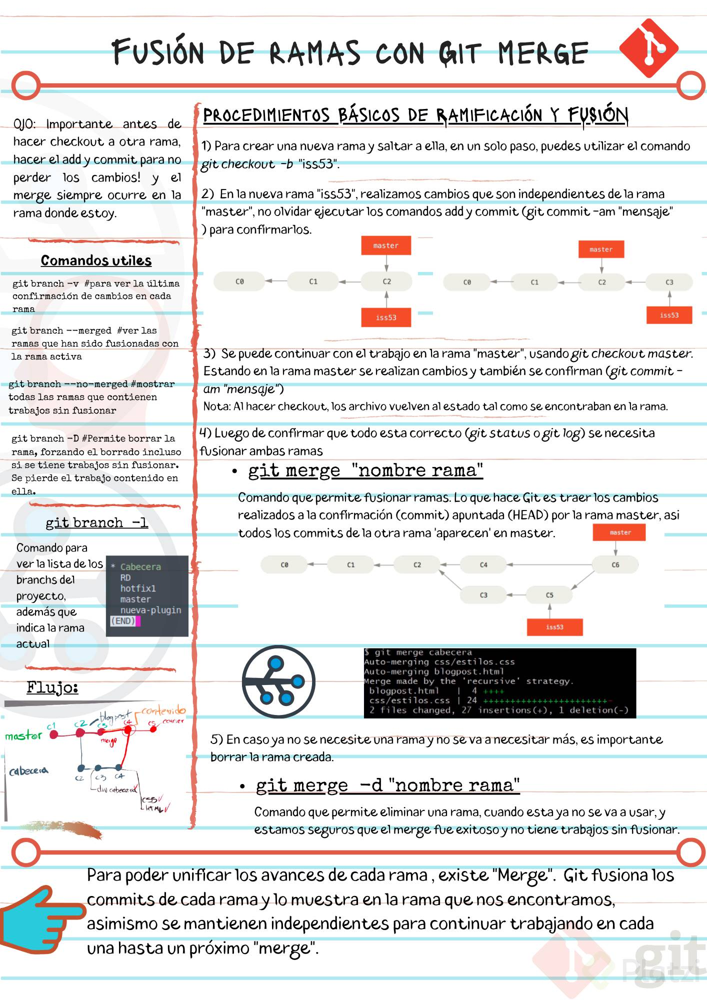 FUSIÓN DE RAMAS CON GIT MERGE
OJO: Importante antes de
hacer checkout a otra rama,
hacer el add y commit para no
perder los cambios! y el
merge siempre ocurre en la
rama donde estoy.
Comandos utiles
git branch -v #para ver la última
confirmación de cambios en cada
rama
git branch --merged #ver las
ramas que han sido fusionadas con
la rama activa
git branch --no-merged #mostrar
todas las ramas que contienen
trabajos sin fusionar
git branch -D #Permite borrar la
rama, forzando el borrado incluso
si se tiene trabajos sin fusionar.
Se pierde el trabajo contenido en
ella.
git branch -l
Comando para
ver la lista de los
branchs del
proyecto,
además que
indica la rama
actual
* Cabecera
RD
hotfix1
master
nueva-plugin
(END)
Flujo:
blogpost
contenido
C1
C2
C3
C4
C5
courier
master
merge
cabecera
C2
C3
C4
div cabecera
CSS
HTML
PROCEDIMIENTOS BÁSICOS DE RAMIFICACIÓN Y FUSIÓN
1) Para crear una nueva rama y saltar a ella, en un solo paso, puedes utilizar el comando
git checkout -b "iss53".
2) En la nueva rama "iss53", realizamos cambios que son independientes de la rama
"master", no olvidar ejecutar los comandos add y commit (git commit -am "mensaje"
) para confirmarlos.
master
C0
C1
C2
iss53
master
C0
C1
C2
C3
iss53
3) Se puede continuar con el trabajo en la rama "master", usando git checkout master.
Estando en la rama master se realizan cambios y también se confirman (git commit -
am "mensaje")
Nota: Al hacer checkout, los archivo vuelven al estado tal como se encontraban en la rama.
4) Luego de confirmar que todo esta correcto (git status o git log) se necesita
fusionar ambas ramas
• git merge "nombre rama"
Comando que permite fusionar ramas. Lo que hace Git es traer los cambios
realizados a la confirmación (commit) apuntada (HEAD) por la rama master, asi
todos los commits de la otra rama 'aparecen' en master.
master
C0
C1
C2
C4
C6
C3
C5
iss53
$ git merge cabecera
Auto-merging css/estilos.css
Auto-merging blogpost.html
Merge made by the 'recursive' strategy.
blogpost.html | 4 ++++
css/estilos.css | 24 +++++++++++++++++++++++-
2 files changed, 27 insertions(+), 1 deletion(-)
5) En caso ya no se necesite una rama y no se va a necesitar más, es importante
borrar la rama creada.
• git merge -d "nombre rama"
Comando que permite eliminar una rama, cuando esta ya no se va a usar, y
estamos seguros que el merge fue exitoso y no tiene trabajos sin fusionar.
Para poder unificar los avances de cada rama , existe "Merge". Git fusiona los
commits de cada rama y lo muestra en la rama que nos encontramos,
asimismo se mantienen independientes para continuar trabajando en cada
una hasta un próximo "merge".
git
Platzi